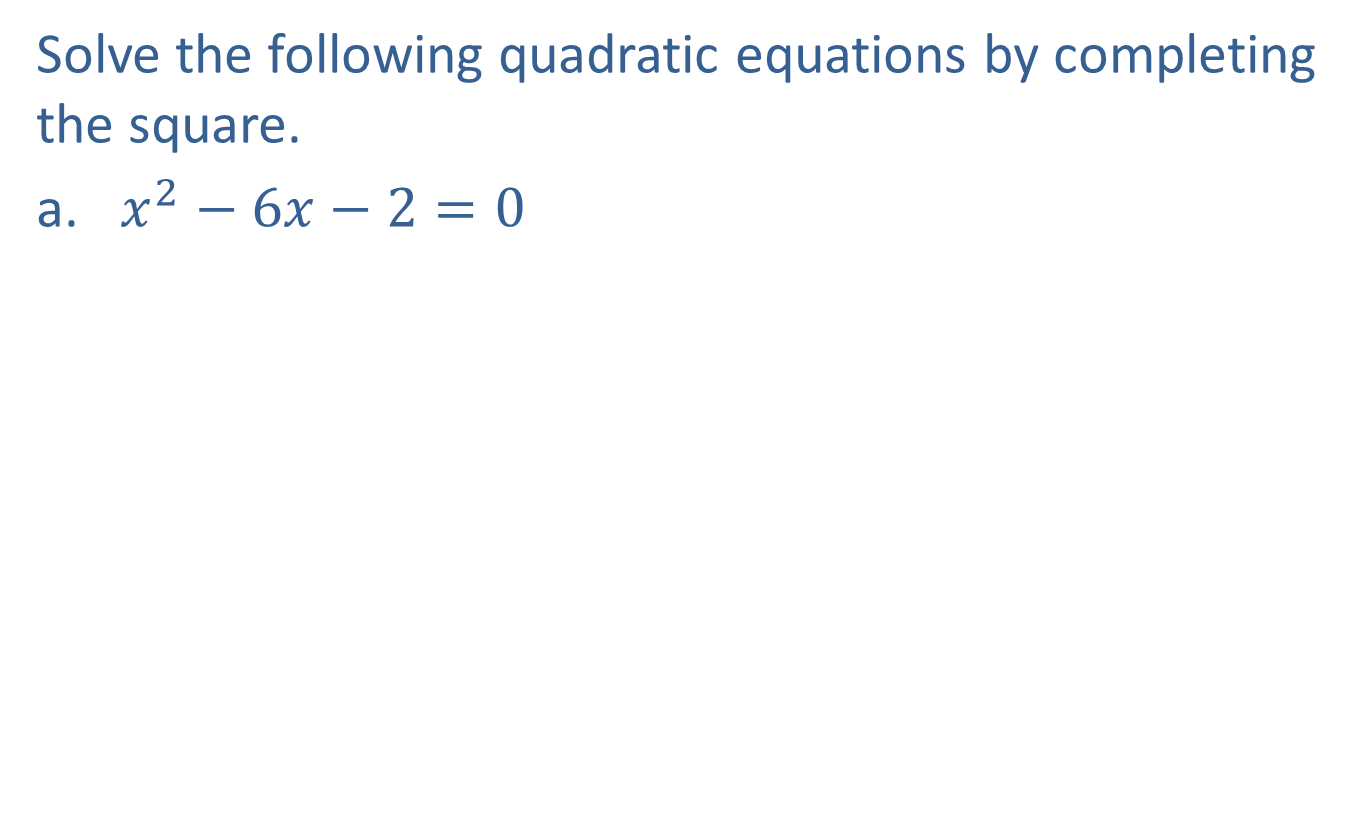 Solve the following quadratic equations by completing
the square.
a. x² − 6x − 2 = 0